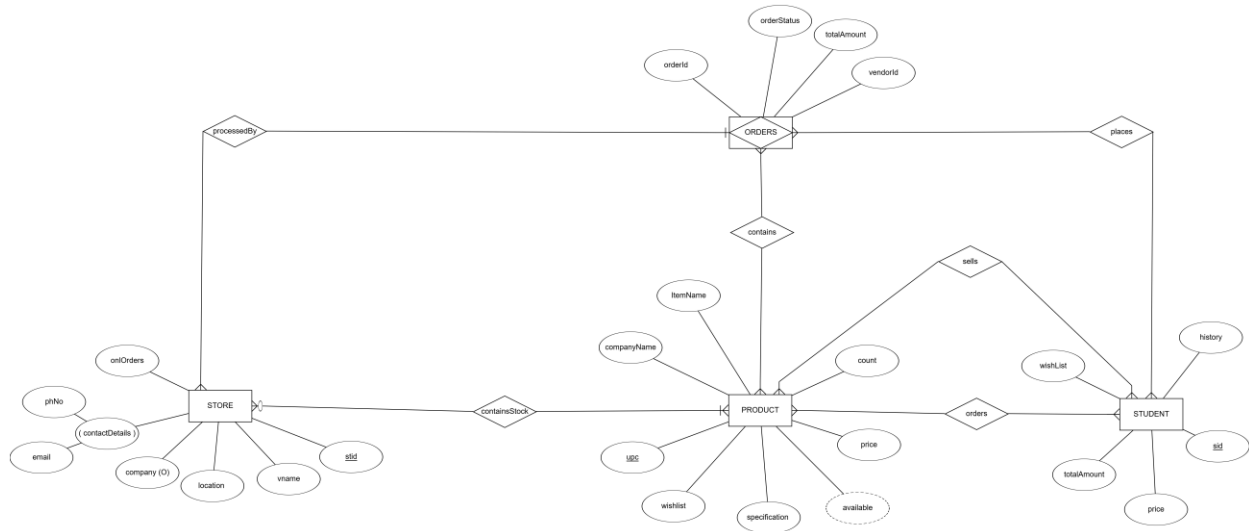 orderStatus
totalAmount
orderId
vendorId
processedBy
ORDERS
places
contains
sells
ItemName
companyName
count
history
wishList
onlOrders
phNo
( contactDetails )
STORE
containsStock
PRODUCT
orders
STUDENT
email
company (O)
location
vname
stid
upc
wishlist
specification
available
price
totalAmount
price
sid